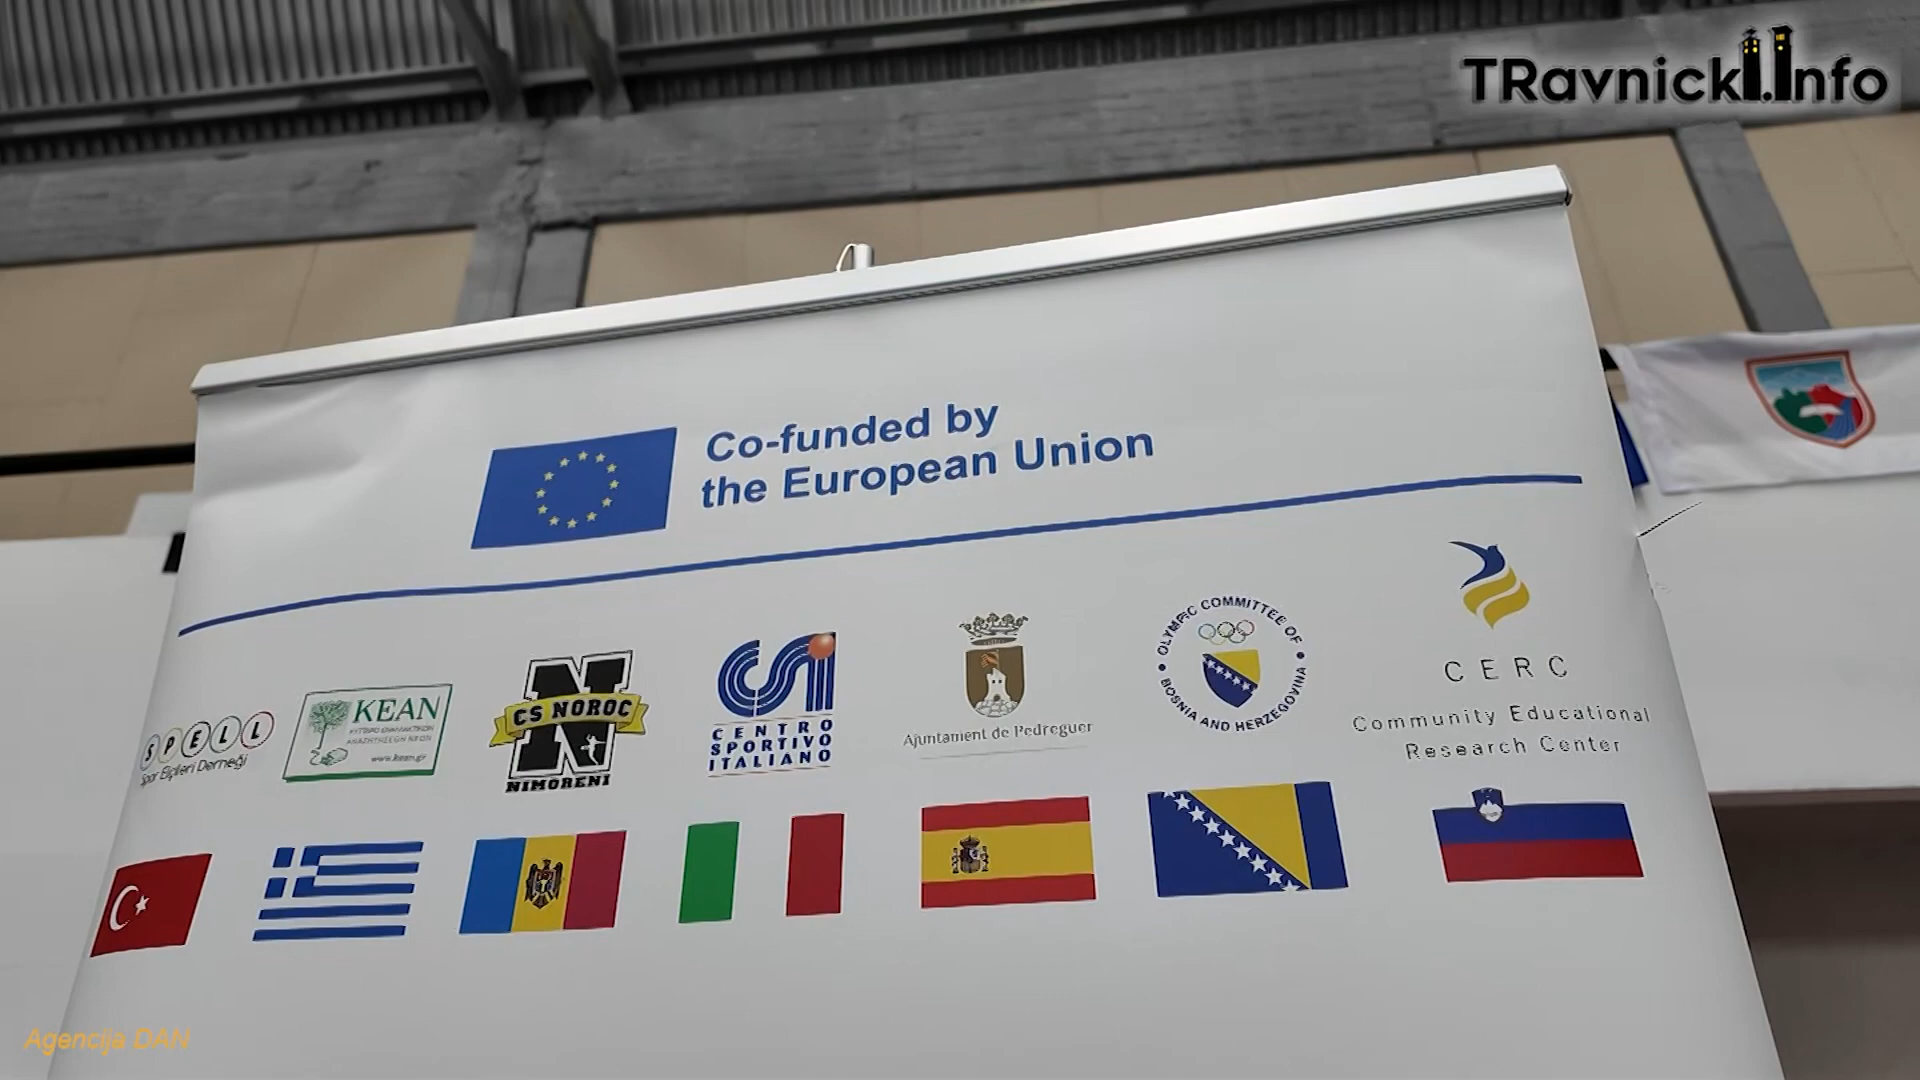 TRavnicki.Info
Co-funded by
the European Union
SPELL
Spor Elçileri Derneği
KEAN
www.kean.gr
N
CS NOROC
NIMORENI
CSI
CENTRO
SPORTIVO
ITALIANO
Ajuntament de Pedreguer
OLYMPIC COMMITTEE OF
BOSNIA AND HERZEGOVINA
CERC
Community Educational
Research Center
Agencija DAN